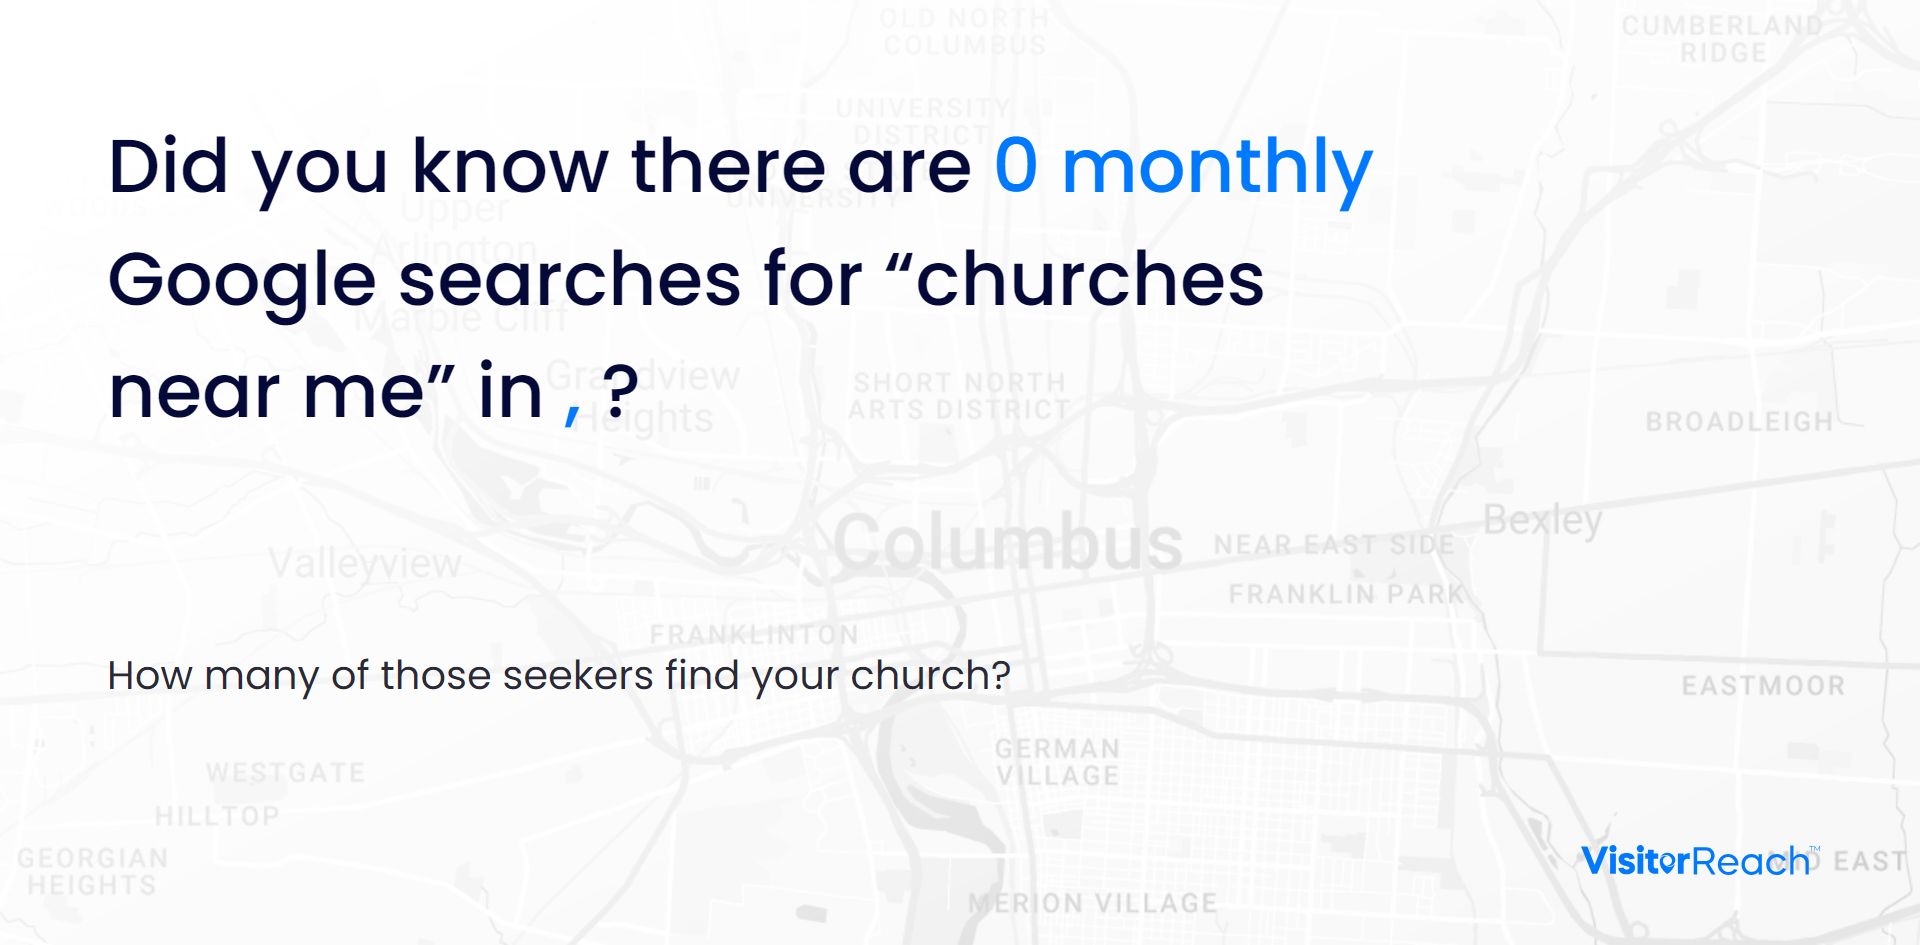 OLD NORTH
COLUMBUS
CUMBERLAND
RIDGE
UNIVERSITY
DISTRICT
Did you know there are 0 monthly
UNIVERSITY
Upper
Arlington
Google searches for “churches
Marble Cliff
near me” in , ?
Grandview
Heights
SHORT NORTH
ARTS DISTRICT
BROADLEIGH
Columbus
Bexley
NEAR EAST SIDE
Valleyview
FRANKLIN PARK
FRANKLINTON
How many of those seekers find your church?
EASTMOOR
GERMAN
VILLAGE
WESTGATE
HILLTOP
GEORGIAN
HEIGHTS
VisitorReach™
EAST
MERION VILLAGE